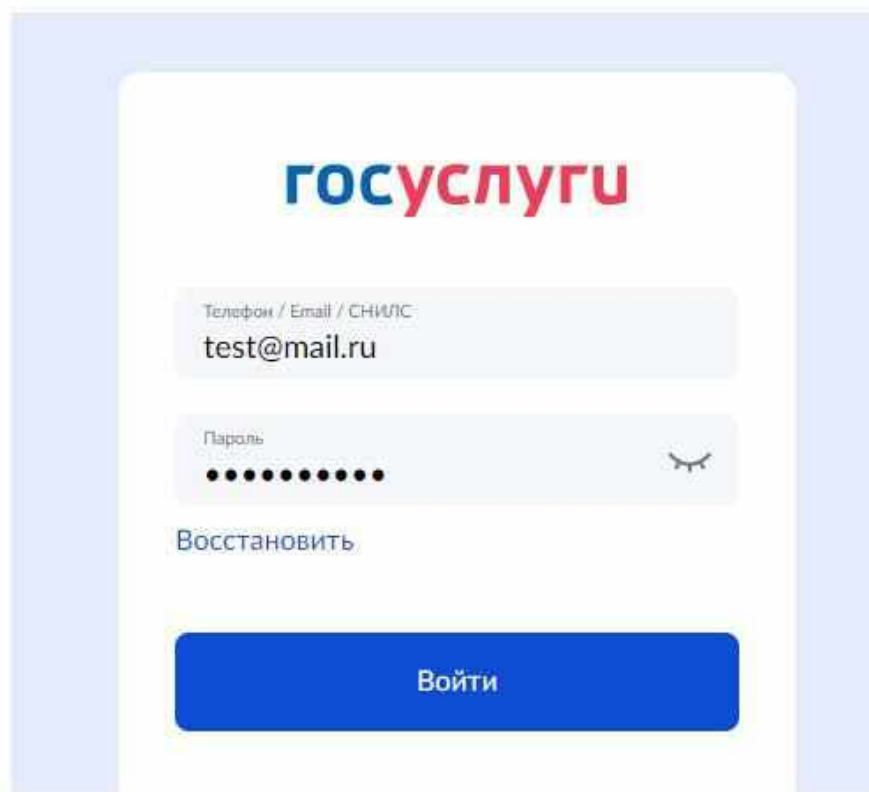 госуслуги
Телефон / Email / СНИЛС
test@mail.ru
Пароль
••••••••••
Восстановить
Войти